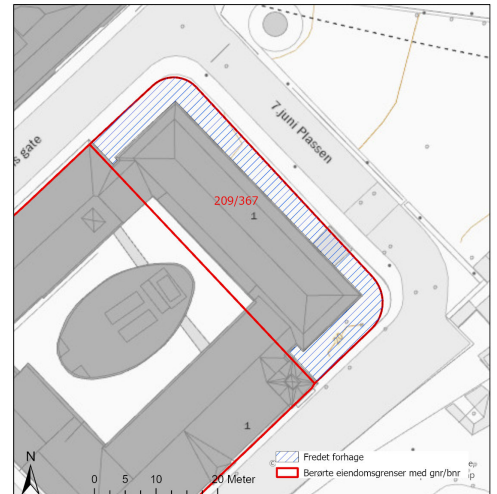 s gate
7.juni Plassen
209/367
1
1
N
0 5 10 20 Meter
Fredet forhage
Berørte eiendomsgrenser med gnr/bnr
©